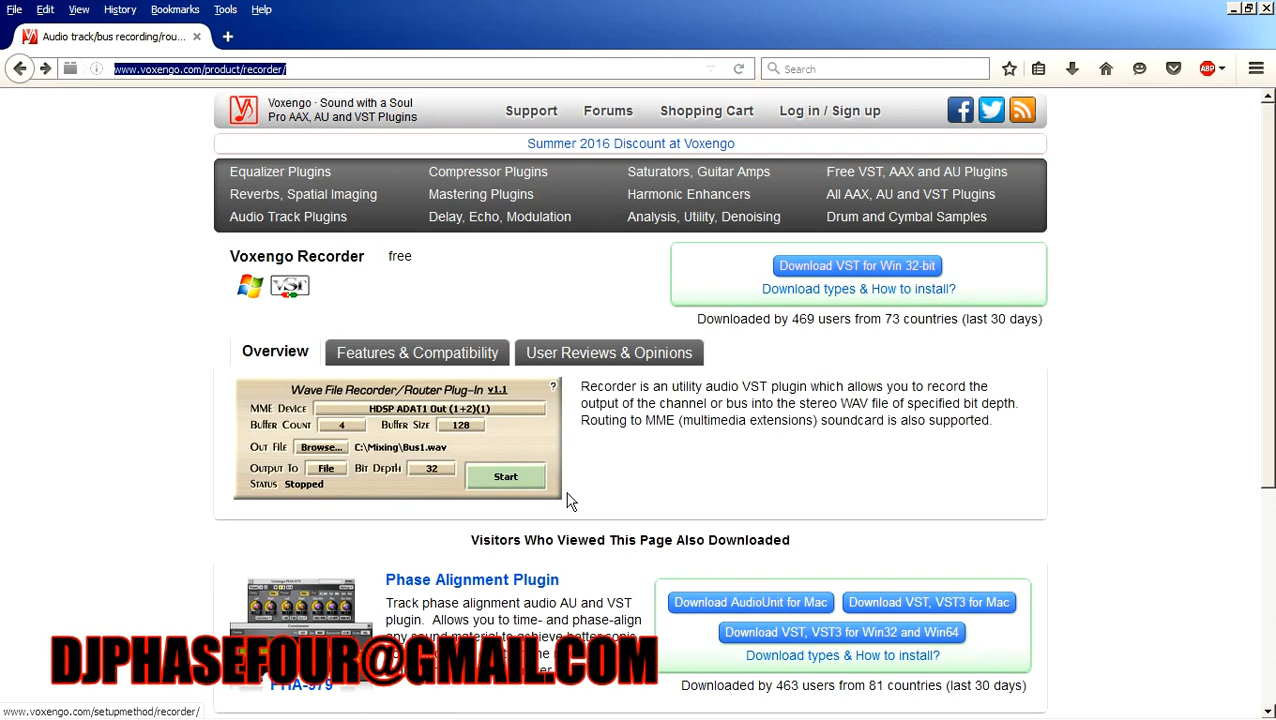 File Edit View History Bookmarks Tools Help
Audio track/bus recording/rou...
www.voxengo.com/product/recorder/
Search
ABP
Voxengo · Sound with a Soul
Pro AAX, AU and VST Plugins
Support Forums Shopping Cart Log in / Sign up
Summer 2016 Discount at Voxengo
Equalizer Plugins Compressor Plugins Saturators, Guitar Amps Free VST, AAX and AU Plugins
Reverbs, Spatial Imaging Mastering Plugins Harmonic Enhancers All AAX, AU and VST Plugins
Audio Track Plugins Delay, Echo, Modulation Analysis, Utility, Denoising Drum and Cymbal Samples
Voxengo Recorder free
VST
Download VST for Win 32-bit
Download types & How to install?
Downloaded by 469 users from 73 countries (last 30 days)
Overview Features & Compatibility User Reviews & Opinions
Wave File Recorder/Router Plug-In v1.1 ?
MME Device HDSP ADAT1 Out (1+2)(1)
Buffer Count 4 Buffer Size 128
Out File Browse... C:\Mixing\Bus1.wav
Output To File Bit Depth 32 Start
Status Stopped
Recorder is an utility audio VST plugin which allows you to record the
output of the channel or bus into the stereo WAV file of specified bit depth.
Routing to MME (multimedia extensions) soundcard is also supported.
Visitors Who Viewed This Page Also Downloaded
Phase Alignment Plugin
Track phase alignment audio AU and VST
plugin. Allows you to time- and phase-align
any sound material to achieve better sonic
PHA-979
Download AudioUnit for Mac Download VST, VST3 for Mac
Download VST, VST3 for Win32 and Win64
Download types & How to install?
Downloaded by 463 users from 81 countries (last 30 days)
DJPHASEFOUR@GMAIL.COM
www.voxengo.com/setupmethod/recorder/